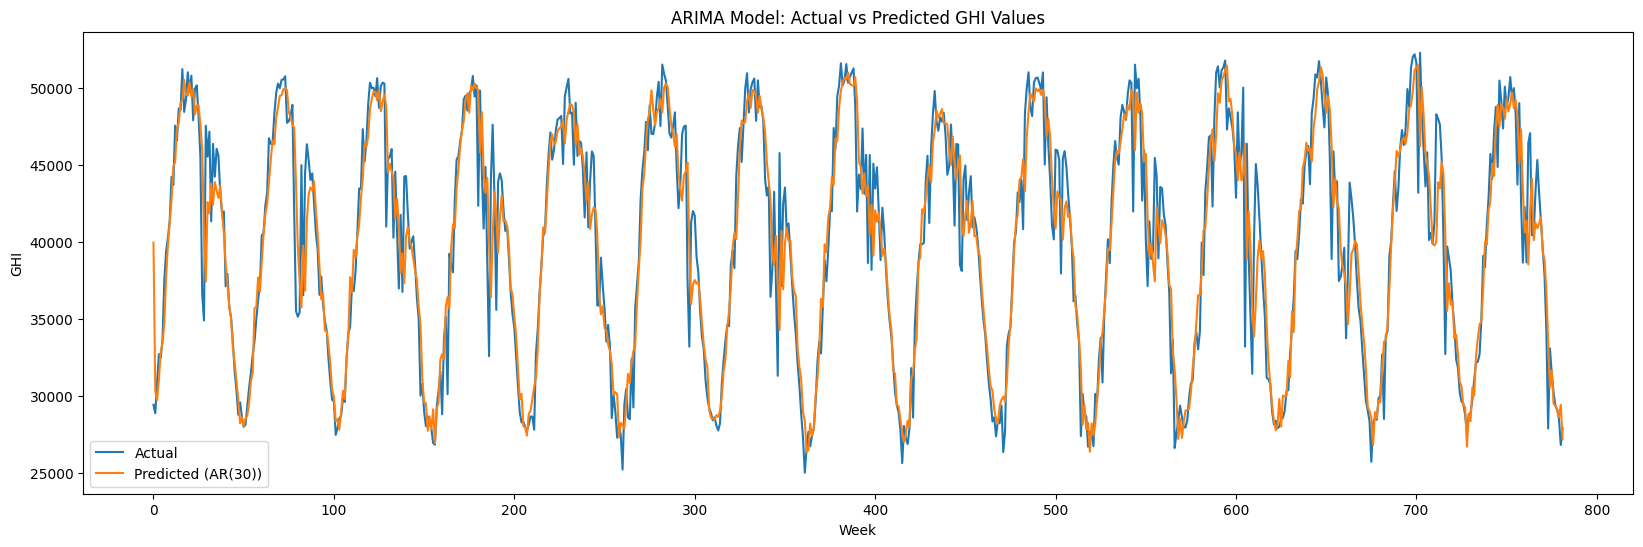 ARIMA Model: Actual vs Predicted GHI Values
50000
45000
40000
35000
30000
25000
GHI
Actual
Predicted (AR(30))
0 100 200 300 400 500 600 700 800
Week